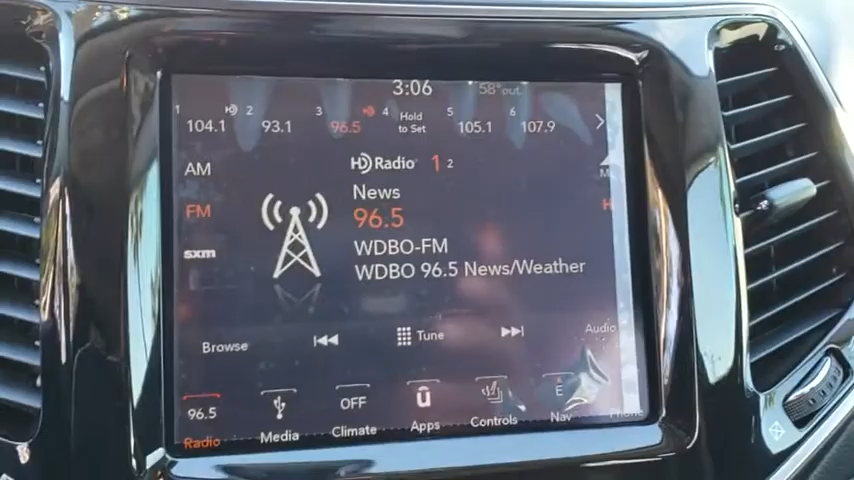 3:06
58° out.
1 HD 2 3 HD 4 Hold 5 6
104.1 93.1 96.5 to Set 105.1 107.9
AM HD Radio 1 2
News
FM 96.5
WDBO-FM
sxm WDBO 96.5 News/Weather
Browse Tune Audio
96.5 OFF E
Radio Media Climate Apps Controls Nav Phone